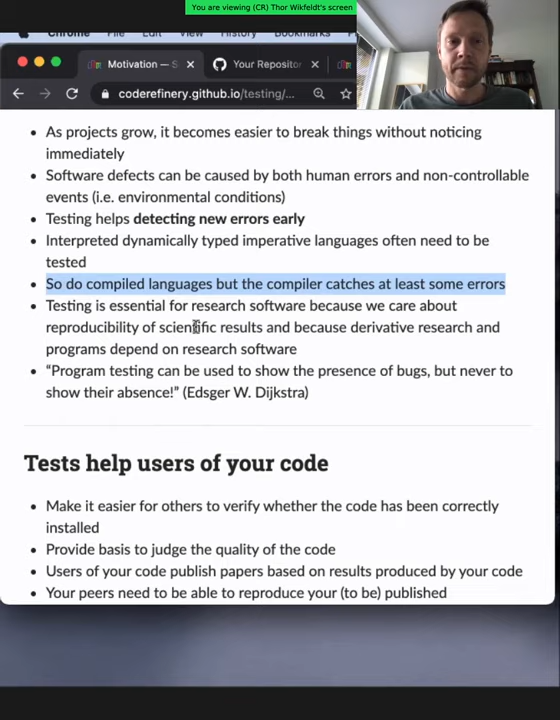 You are viewing (CR) Thor Wikfeldt's screen
Chrome File Edit View History Bookmarks
Motivation —
Your Repositor
coderefinery.github.io/testing/...
• As projects grow, it becomes easier to break things without noticing
immediately
• Software defects can be caused by both human errors and non-controllable
events (i.e. environmental conditions)
• Testing helps detecting new errors early
• Interpreted dynamically typed imperative languages often need to be
tested
• So do compiled languages but the compiler catches at least some errors
• Testing is essential for research software because we care about
reproducibility of scientific results and because derivative research and
programs depend on research software
• “Program testing can be used to show the presence of bugs, but never to
show their absence!” (Edsger W. Dijkstra)
Tests help users of your code
• Make it easier for others to verify whether the code has been correctly
installed
• Provide basis to judge the quality of the code
• Users of your code publish papers based on results produced by your code
• Your peers need to be able to reproduce your (to be) published